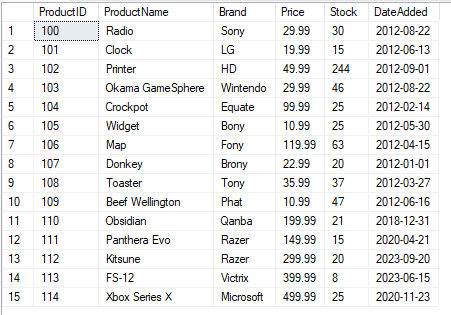 ProductID ProductName Brand Price Stock DateAdded
1 100 Radio Sony 29.99 30 2012-08-22
2 101 Clock LG 19.99 15 2012-06-13
3 102 Printer HD 49.99 244 2012-09-01
4 103 Okama GameSphere Wintendo 29.99 46 2012-08-22
5 104 Crockpot Equate 99.99 25 2012-02-14
6 105 Widget Bony 10.99 25 2012-05-30
7 106 Map Fony 119.99 63 2012-04-15
8 107 Donkey Brony 22.99 20 2012-01-01
9 108 Toaster Tony 35.99 37 2012-03-27
10 109 Beef Wellington Phat 10.99 47 2012-06-16
11 110 Obsidian Qanba 199.99 21 2018-12-31
12 111 Panthera Evo Razer 149.99 15 2020-04-21
13 112 Kitsune Razer 299.99 20 2023-09-20
14 113 FS-12 Victrix 399.99 8 2023-06-15
15 114 Xbox Series X Microsoft 499.99 25 2020-11-23